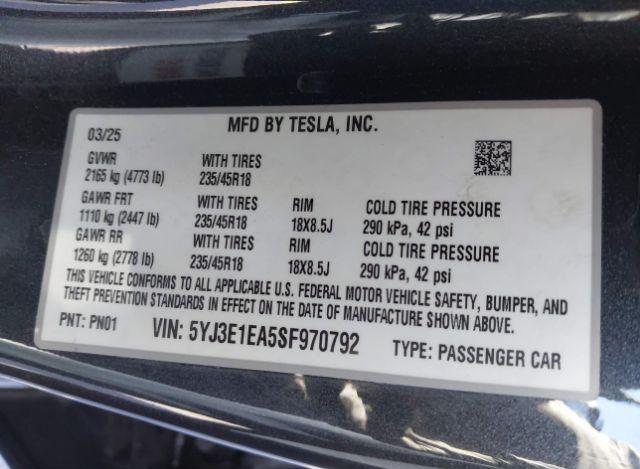 03/25 MFD BY TESLA, INC.
GVWR WITH TIRES
2165 kg (4773 lb) 235/45R18
GAWR FRT WITH TIRES RIM COLD TIRE PRESSURE
1110 kg (2447 lb) 235/45R18 18X8.5J 290 kPa, 42 psi
GAWR RR WITH TIRES RIM COLD TIRE PRESSURE
1260 kg (2778 lb) 235/45R18 18X8.5J 290 kPa, 42 psi
THIS VEHICLE CONFORMS TO ALL APPLICABLE U.S. FEDERAL MOTOR VEHICLE SAFETY, BUMPER, AND
THEFT PREVENTION STANDARDS IN EFFECT ON THE DATE OF MANUFACTURE SHOWN ABOVE.
PNT: PN01 VIN: 5YJ3E1EA5SF970792 TYPE: PASSENGER CAR